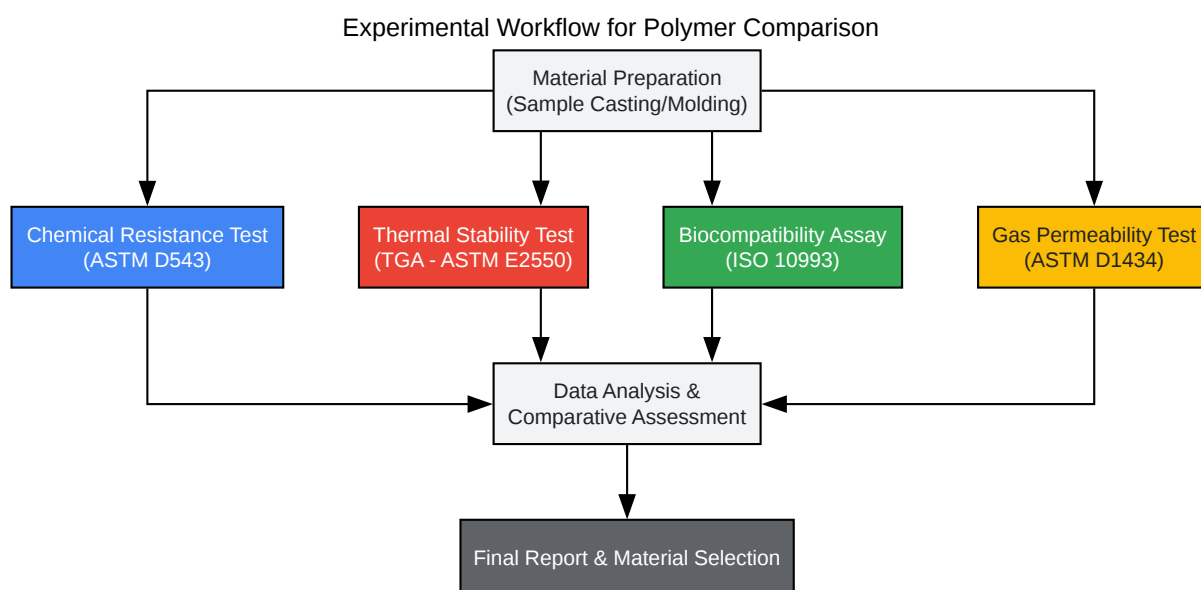 Experimental Workflow for Polymer Comparison
Material Preparation
(Sample Casting/Molding)
Chemical Resistance Test
(ASTM D543)
Thermal Stability Test
(TGA - ASTM E2550)
Biocompatibility Assay
(ISO 10993)
Gas Permeability Test
(ASTM D1434)
Data Analysis &
Comparative Assessment
Final Report & Material Selection